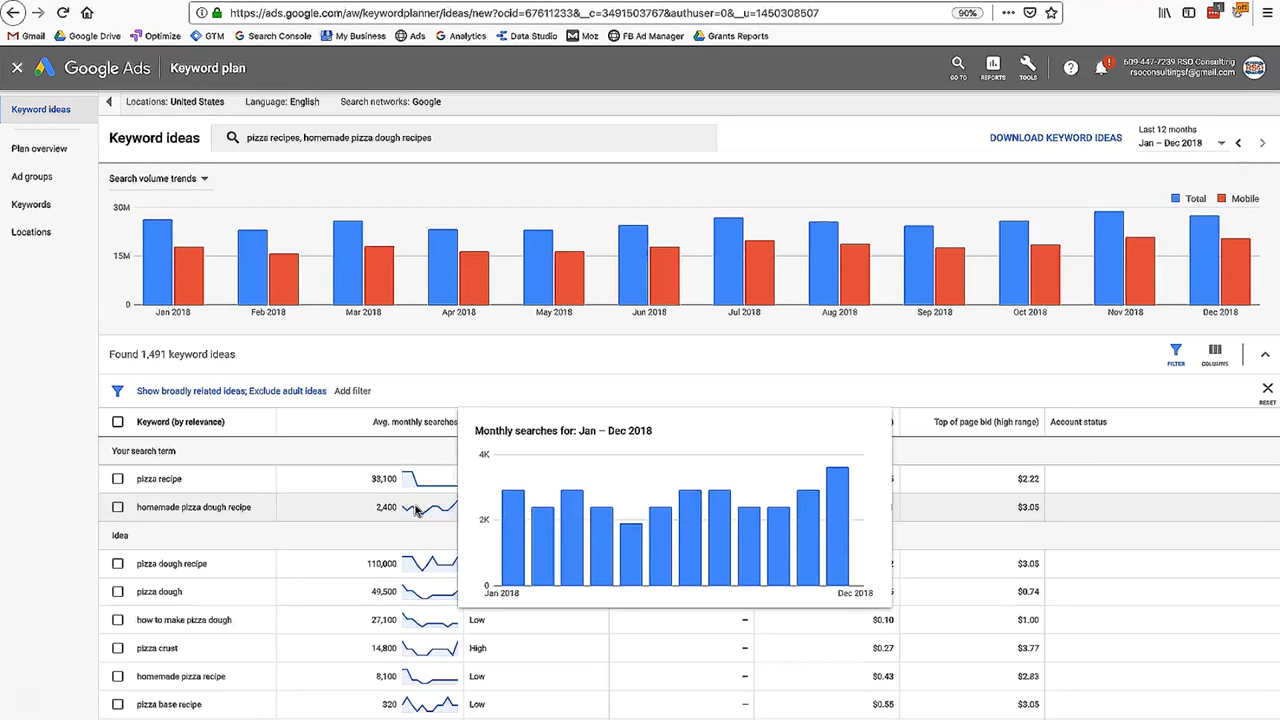 https://ads.google.com/aw/keywordplanner/ideas/new?ocid=67611233&__c=3491503767&authuser=0&__u=1450308507
90%
Gmail Google Drive Optimize GTM Search Console My Business Ads Analytics Data Studio Moz FB Ad Manager Grants Reports
Google Ads Keyword plan
GO TO REPORTS TOOLS
609-447-7239 RSO Consulting
rsoconsultingsf@gmail.com
Keyword ideas
Plan overview
Ad groups
Keywords
Locations
Locations: United States Language: English Search networks: Google
Keyword ideas
pizza recipes, homemade pizza dough recipes
DOWNLOAD KEYWORD IDEAS
Last 12 months
Jan – Dec 2018
Search volume trends
Total Mobile
30M
15M
0
Jan 2018 Feb 2018 Mar 2018 Apr 2018 May 2018 Jun 2018 Jul 2018 Aug 2018 Sep 2018 Oct 2018 Nov 2018 Dec 2018
Found 1,491 keyword ideas
FILTER COLUMNS
Show broadly related ideas; Exclude adult ideas Add filter
RESET
Keyword (by relevance) Avg. monthly searches ) Top of page bid (high range) Account status
Monthly searches for: Jan – Dec 2018
4K
2K
0
Jan 2018 Dec 2018
Your search term
pizza recipe 33,100 $2.22
homemade pizza dough recipe 2,400 $3.05
Idea
pizza dough recipe 110,000 2 $3.05
pizza dough 49,500 $0.74
how to make pizza dough 27,100 Low – $0.10 $1.00
pizza crust 14,800 High – $0.27 $3.77
homemade pizza recipe 8,100 Low – $0.43 $2.83
pizza base recipe 320 Low – $0.55 $3.05